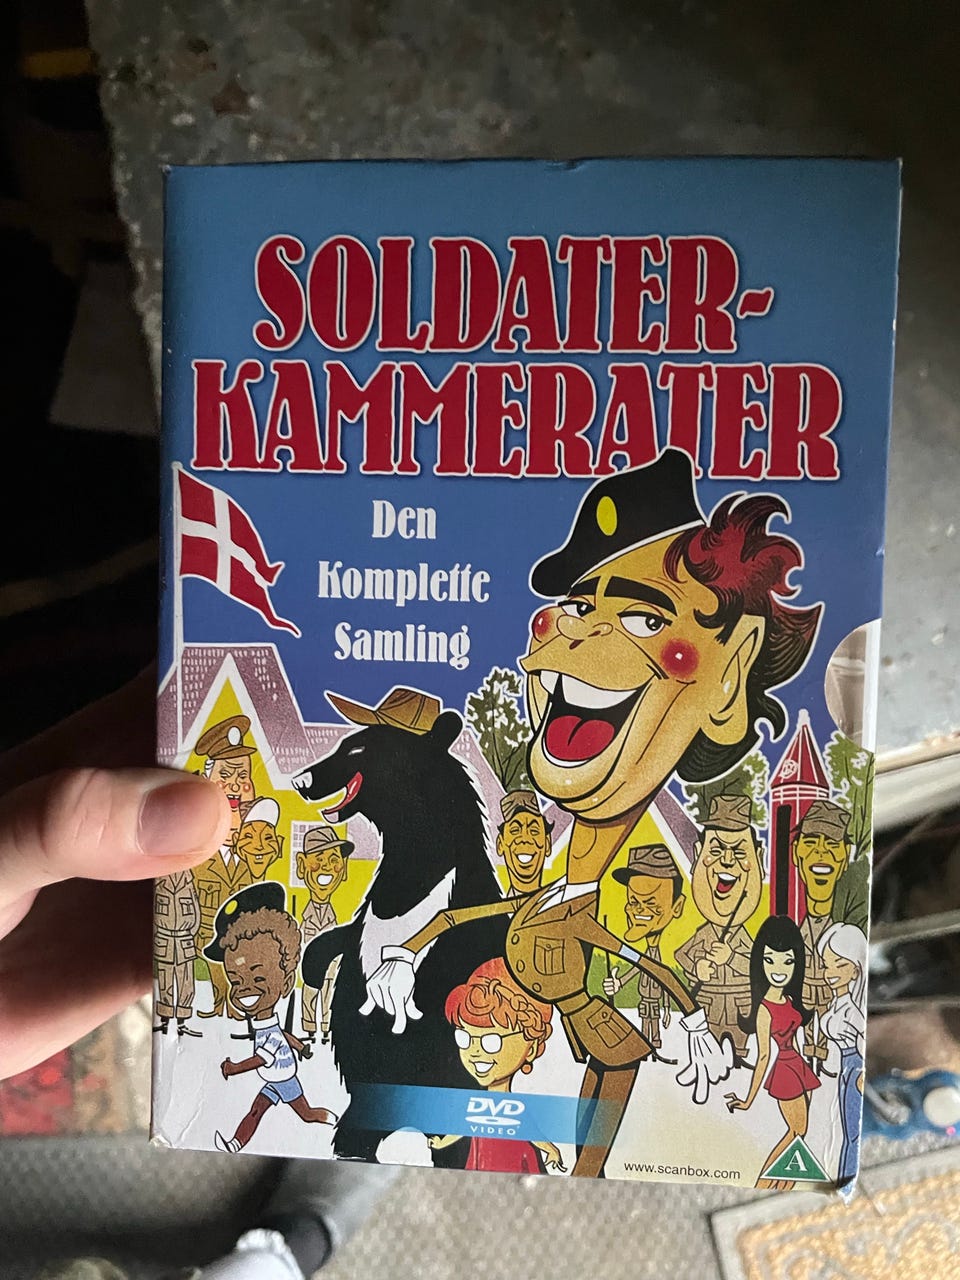 SOLDATER-
KAMMERATER
Den
Komplette
Samling
DVD
VIDEO
www.scanbox.com
A